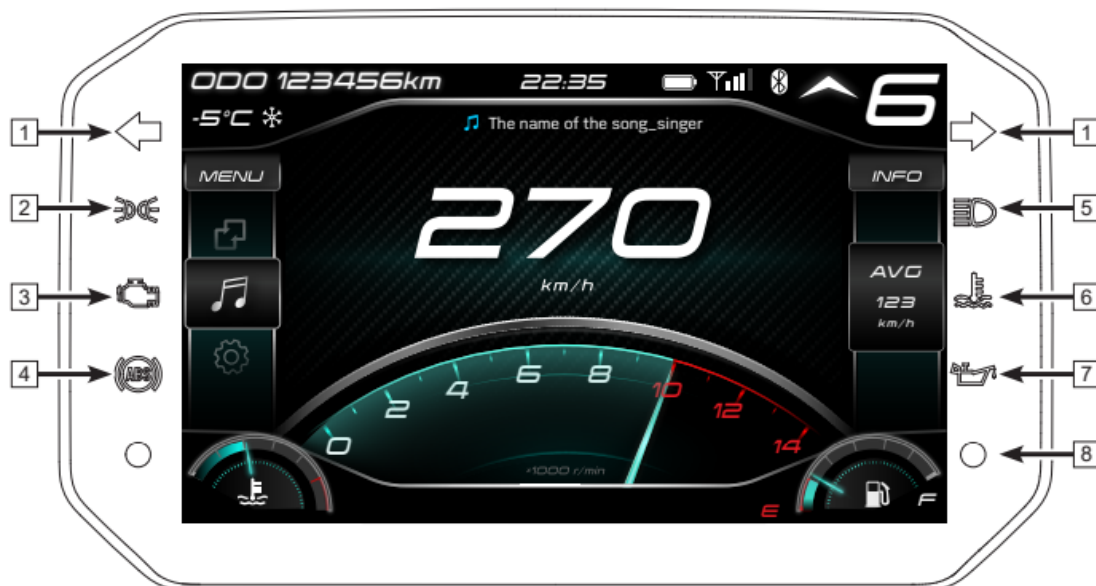 ODO 123456km 22:35 6
-5°C
The name of the song_singer
1 1
MENU INFO
2 5
270
AVG
3 123 6
km/h km/h
4 ABS 7
0 2 4 6 8 10 12 14
8
×1000 r/min
E F